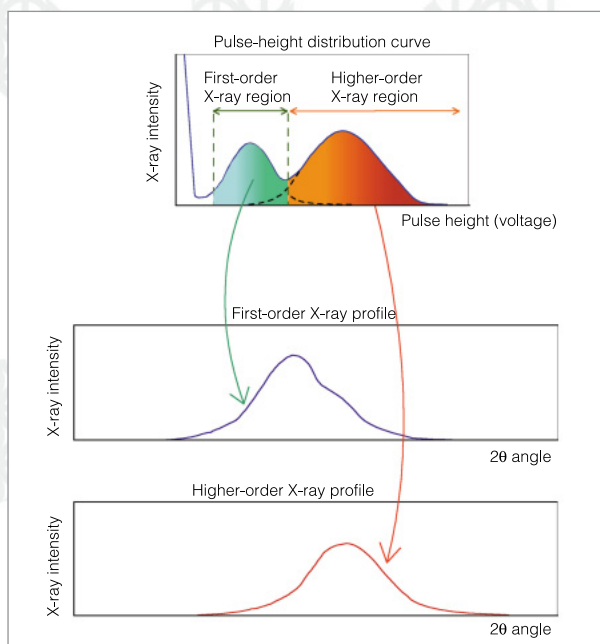 Pulse-height distribution curve
First-order
X-ray region
Higher-order
X-ray region
X-ray intensity
Pulse height (voltage)
First-order X-ray profile
X-ray intensity
2θ angle
Higher-order X-ray profile
X-ray intensity
2θ angle